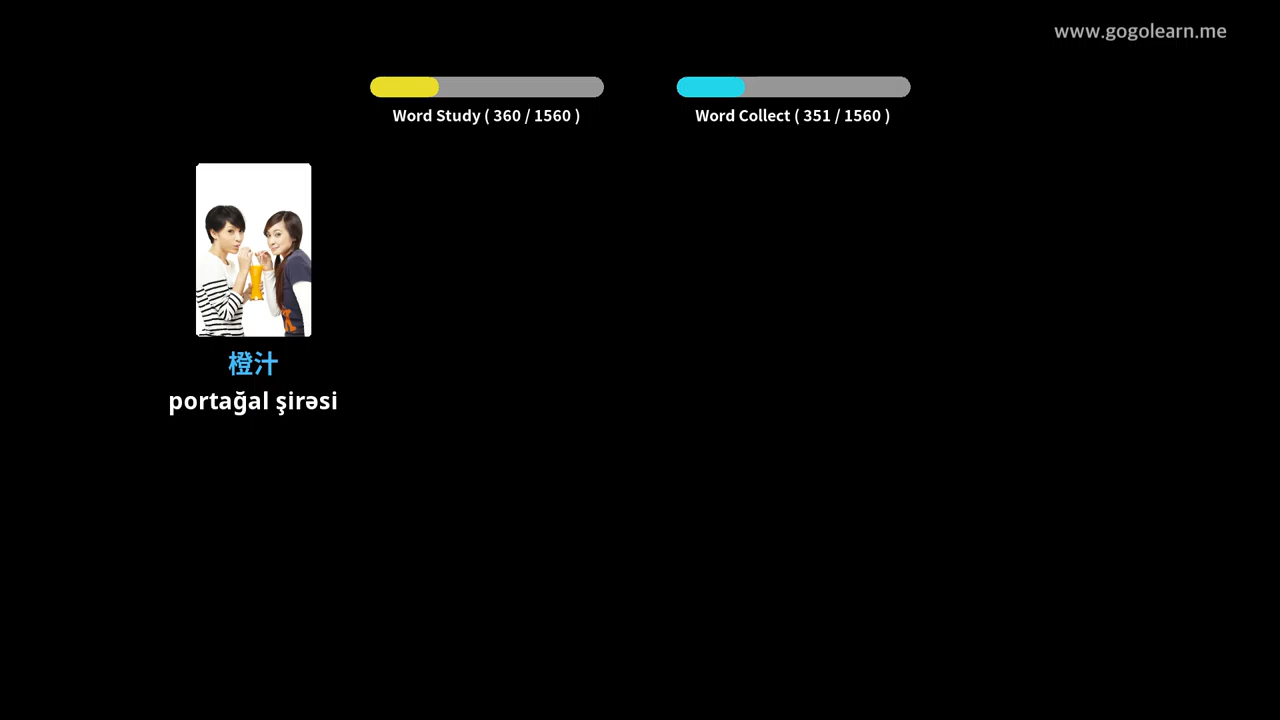 www.gogolearn.me
Word Study ( 360 / 1560 )
Word Collect ( 351 / 1560 )
橙汁
portağal şirəsi